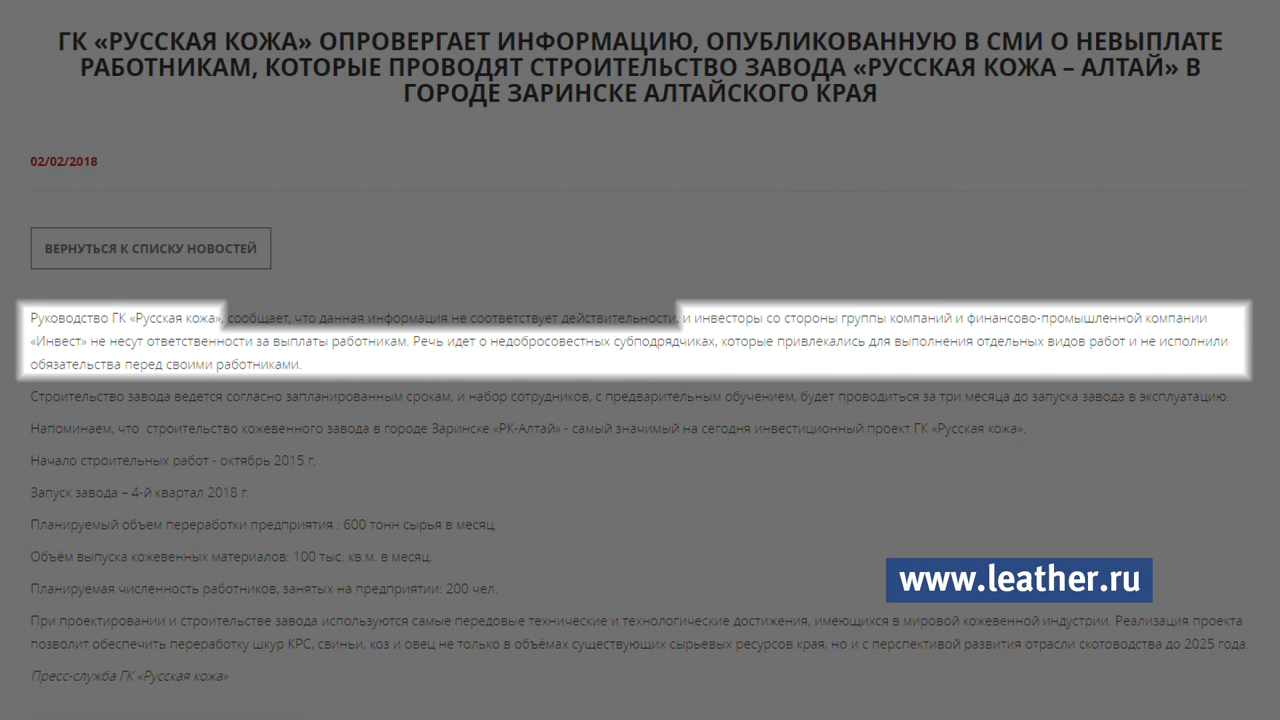 ГК «РУССКАЯ КОЖА» ОПРОВЕРГАЕТ ИНФОРМАЦИЮ, ОПУБЛИКОВАННУЮ В СМИ О НЕВЫПЛАТЕ
РАБОТНИКАМ, КОТОРЫЕ ПРОВОДЯТ СТРОИТЕЛЬСТВО ЗАВОДА «РУССКАЯ КОЖА – АЛТАЙ» В
ГОРОДЕ ЗАРИНСКЕ АЛТАЙСКОГО КРАЯ
02/02/2018
ВЕРНУТЬСЯ К СПИСКУ НОВОСТЕЙ
Руководство ГК «Русская кожа», сообщает, что данная информация не соответствует действительности, и инвесторы со стороны группы компаний и финансово-промышленной компании
«Инвест» не несут ответственности за выплаты работникам. Речь идет о недобросовестных субподрядчиках, которые привлекались для выполнения отдельных видов работ и не исполнили
обязательства перед своими работниками.
Строительство завода ведется согласно запланированным срокам, и набор сотрудников, с предварительным обучением, будет проводиться за три месяца до запуска завода в эксплуатацию.
Напоминаем, что  строительство кожевенного завода в городе Заринске «РК-Алтай» - самый значимый на сегодня инвестиционный проект ГК «Русская кожа».
Начало строительных работ - октябрь 2015 г.
Запуск завода – 4-й квартал 2018 г.
Планируемый объем переработки предприятия : 600 тонн сырья в месяц.
Объём выпуска кожевенных материалов: 100 тыс. кв.м. в месяц.
Планируемая численность работников, занятых на предприятии: 200 чел.
www.leather.ru
При проектировании и строительстве завода используются самые передовые технические и технологические достижения, имеющихся в мировой кожевенной индустрии. Реализация проекта
позволит обеспечить переработку шкур КРС, свиньи, коз и овец не только в объёмах существующих сырьевых ресурсов края, но и с перспективой развития отрасли скотоводства до 2025 года.
Пресс-служба ГК «Русская кожа»